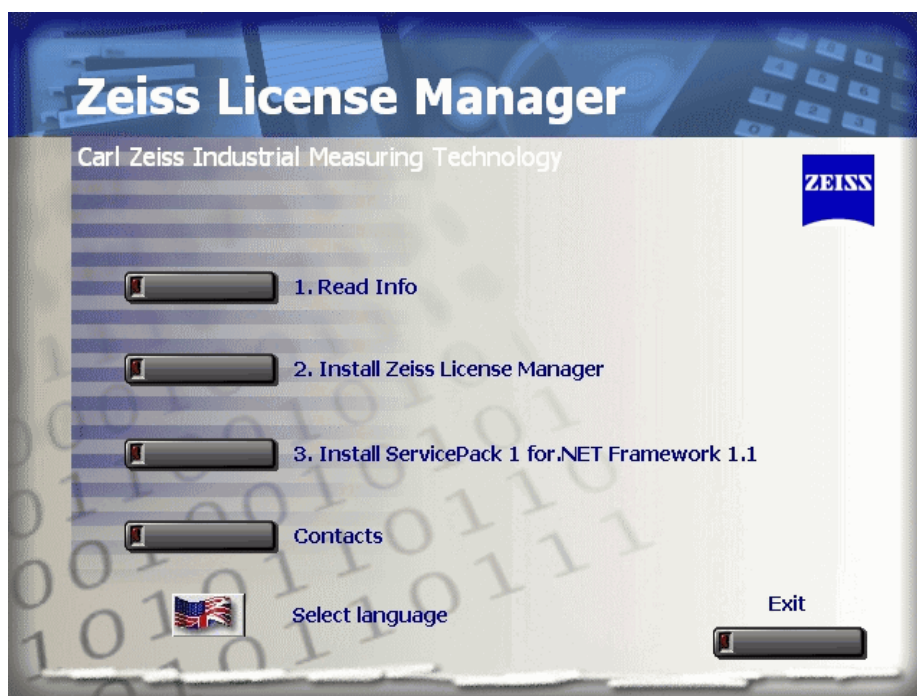 Zeiss License Manager
Carl Zeiss Industrial Measuring Technology
ZEISS
1. Read Info
2. Install Zeiss License Manager
3. Install ServicePack 1 for.NET Framework 1.1
Contacts
Select language
Exit